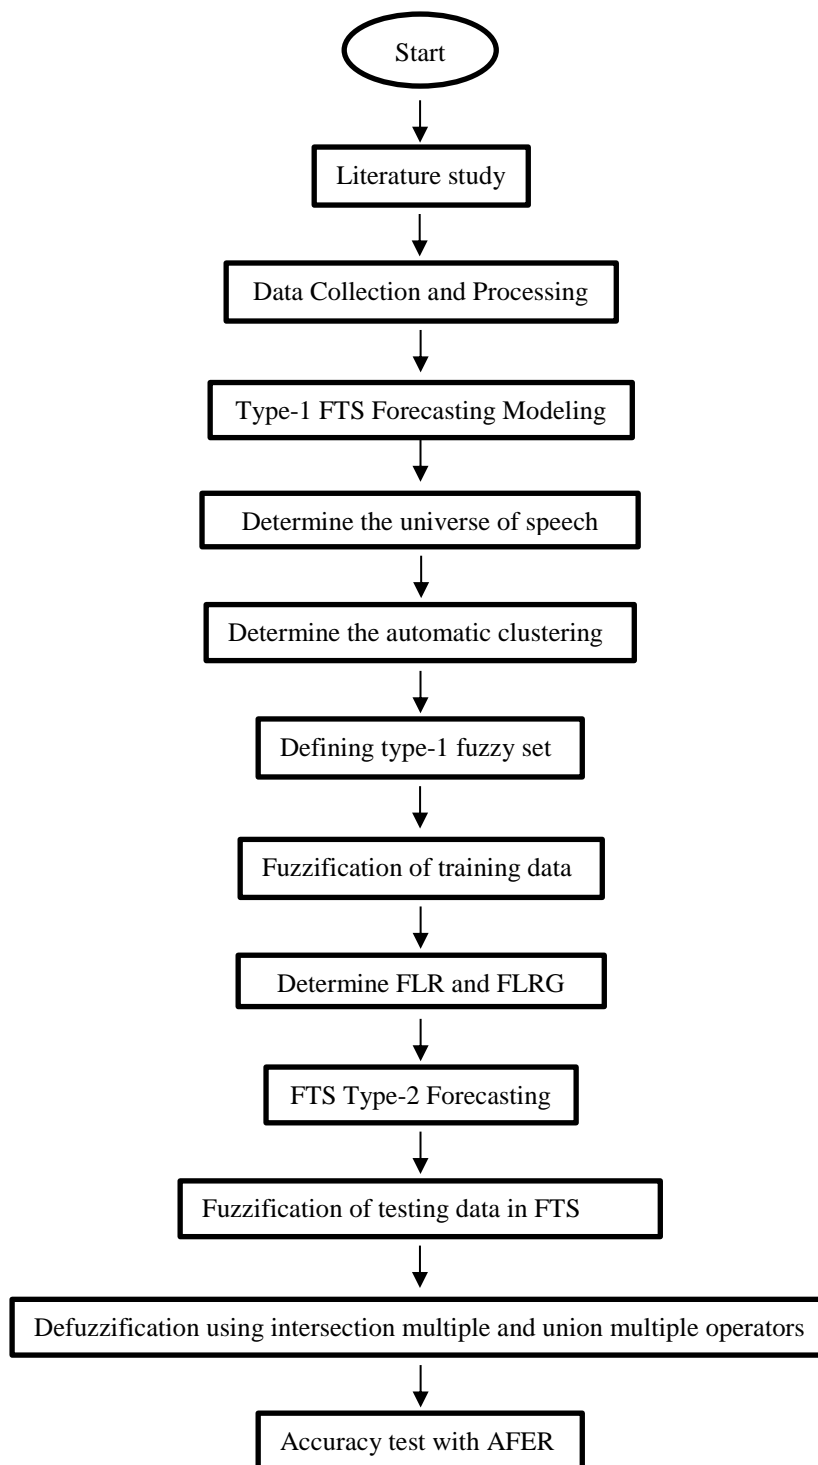 Start
Literature study
Data Collection and Processing
Type-1 FTS Forecasting Modeling
Determine the universe of speech
Determine the automatic clustering
Defining type-1 fuzzy set
Fuzzification of training data
Determine FLR and FLRG
FTS Type-2 Forecasting
Fuzzification of testing data in FTS
Defuzzification using intersection multiple and union multiple operators
Accuracy test with AFER